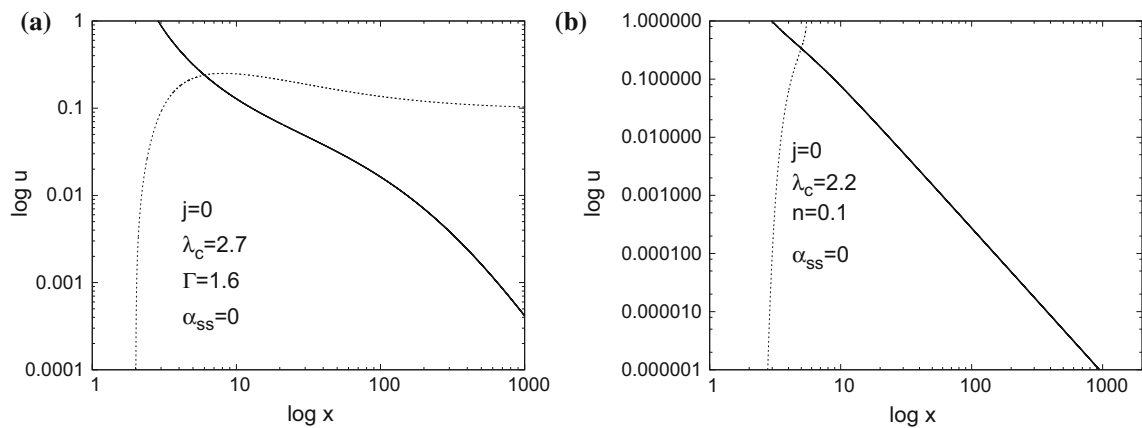 (a)
log u
1
0.1
0.01
0.001
0.0001
j=0
λc=2.7
Γ=1.6
αss=0
1 10 100 1000
log x
(b)
log u
1.000000
0.100000
0.010000
0.001000
0.000100
0.000010
0.000001
j=0
λc=2.2
n=0.1
αss=0
1 10 100 1000
log x